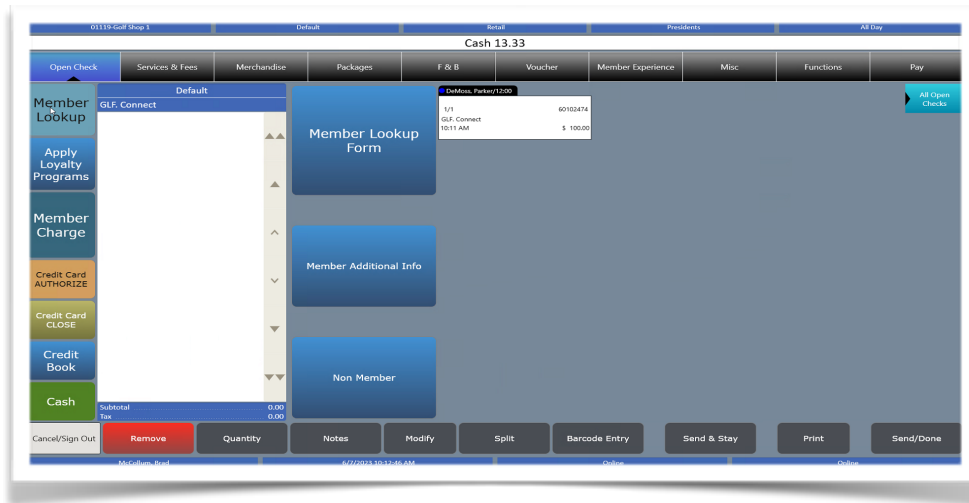 01119-Golf Shop 1 Default Retail Presidents All Day
Cash 13.33
Open Check Services & Fees Merchandise Packages F & B Voucher Member Experience Misc Functions Pay
Member
Lookup
Apply
Loyalty
Programs
Member
Charge
Credit Card
AUTHORIZE
Credit Card
CLOSE
Credit
Book
Cash
Default
GLF. Connect
Subtotal 0.00
Tax 0.00
Member Lookup
Form
Member Additional Info
Non Member
DeMoss, Parker/12:00
1/1 60102474
GLF. Connect
10:11 AM $ 100.00
All Open
Checks
Cancel/Sign Out Remove Quantity Notes Modify Split Barcode Entry Send & Stay Print Send/Done
McCollum, Brad 6/7/2023 10:12:46 AM Online Online